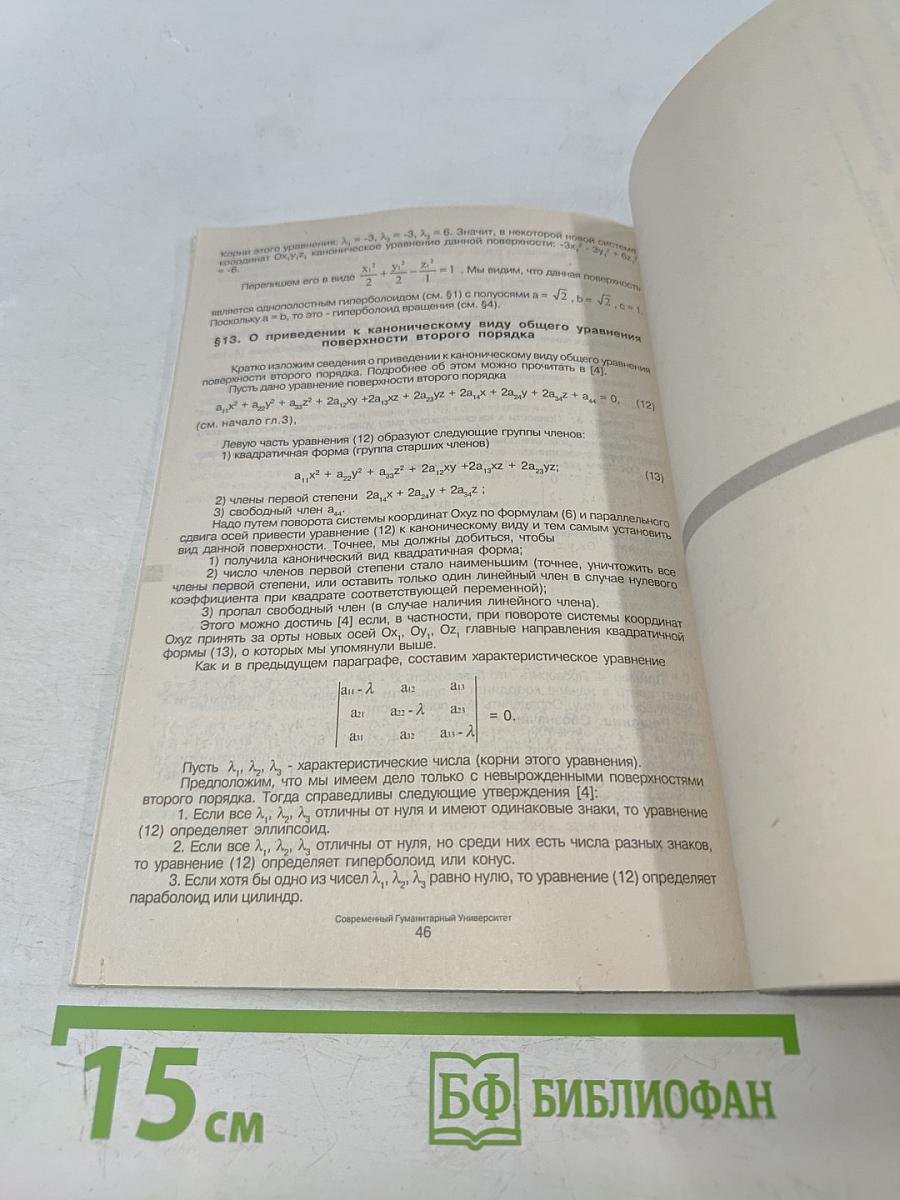 Корни этого уравнения: λ₁ = -3, λ₂ = -3, λ₃ = 6. Значит, в некоторой новой системе
координат Ox₁y₁z₁ каноническое уравнение данной поверхности: -3x₁² - 3y₁² + 6z₁²
= -6.
Перепишем его в виде x₁²/2 + y₁²/2 - z₁²/1 = 1 . Мы видим, что данная поверхность
является однополостным гиперболоидом (см. §1) с полуосями a = √2 , b = √2 , c = 1.
Поскольку a = b, то это - гиперболоид вращения (см. §4).
§13. О приведении к каноническому виду общего уравнения
поверхности второго порядка
Кратко изложим сведения о приведении к каноническому виду общего уравнения
поверхности второго порядка. Подробнее об этом можно прочитать в [4].
Пусть дано уравнение поверхности второго порядка
a₁₁x² + a₂₂y² + a₃₃z² + 2a₁₂xy +2a₁₃xz + 2a₂₃yz + 2a₁₄x + 2a₂₄y + 2a₃₄z + a₄₄ = 0, (12)
(см. начало гл.3),
Левую часть уравнения (12) образуют следующие группы членов:
1) квадратичная форма (группа старших членов)
a₁₁x² + a₂₂y² + a₃₃z² + 2a₁₂xy +2a₁₃xz + 2a₂₃yz; (13)
2) члены первой степени 2a₁₄x + 2a₂₄y + 2a₃₄z ;
3) свободный член a₄₄.
Надо путем поворота системы координат Oxyz по формулам (6) и параллельного
сдвига осей привести уравнение (12) к каноническому виду и тем самым установить
вид данной поверхности. Точнее, мы должны добиться, чтобы
1) получила канонический вид квадратичная форма;
2) число членов первой степени стало наименьшим (точнее, уничтожить все
члены первой степени, или оставить только один линейный член в случае нулевого
коэффициента при квадрате соответствующей переменной);
3) пропал свободный член (в случае наличия линейного члена).
Этого можно достичь [4] если, в частности, при повороте системы координат
Oxyz принять за орты новых осей Ox₁, Oy₁, Oz₁ главные направления квадратичной
формы (13), о которых мы упомянули выше.
Как и в предыдущем параграфе, составим характеристическое уравнение
a₁₁ - λ a₁₂ a₁₃
a₂₁ a₂₂ - λ a₂₃ = 0.
a₃₁ a₃₂ a₃₃ - λ
Пусть λ₁, λ₂, λ₃ - характеристические числа (корни этого уравнения).
Предположим, что мы имеем дело только с невырожденными поверхностями
второго порядка. Тогда справедливы следующие утверждения [4]:
1. Если все λ₁, λ₂, λ₃ отличны от нуля и имеют одинаковые знаки, то уравнение
(12) определяет эллипсоид.
2. Если все λ₁, λ₂, λ₃ отличны от нуля, но среди них есть числа разных знаков,
то уравнение (12) определяет гиперболоид или конус.
3. Если хотя бы одно из чисел λ₁, λ₂, λ₃ равно нулю, то уравнение (12) определяет
параболоид или цилиндр.
Современный Гуманитарный Университет
46
15 см
БФ БИБЛИОФАН